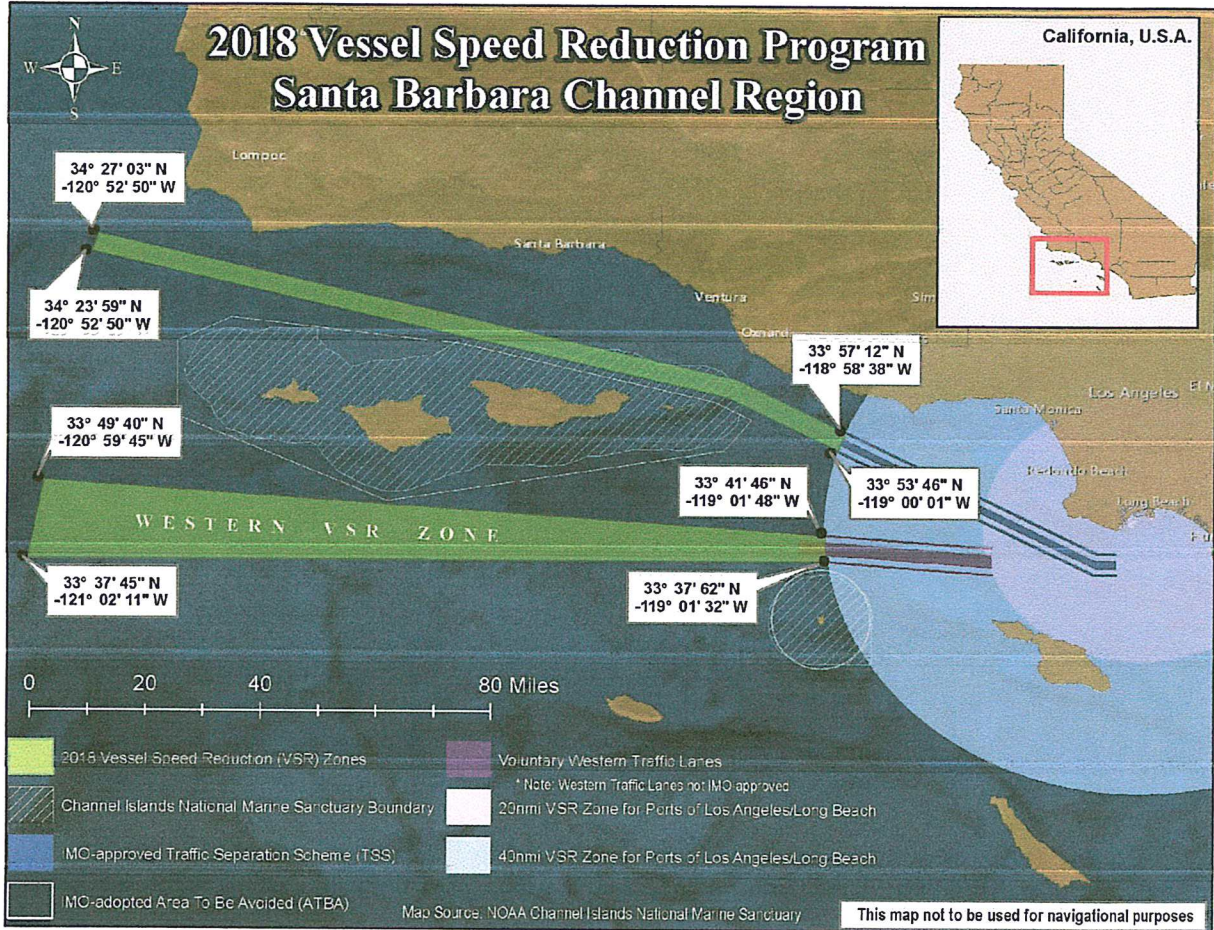 2018 Vessel Speed Reduction Program
Santa Barbara Channel Region
California, U.S.A.
N
W
E
S
34° 27' 03" N
-120° 52' 50" W
Lompoc
34° 23' 59" N
-120° 52' 50" W
Santa Barbara
Ventura
Oxnard
33° 57' 12" N
-118° 58' 38" W
Los Angeles
Santa Monica
33° 49' 40" N
-120° 59' 45" W
Redondo Beach
Long Beach
33° 41' 46" N
-119° 01' 48" W
33° 53' 46" N
-119° 00' 01" W
WESTERN VSR ZONE
33° 37' 45" N
-121° 02' 11" W
33° 37' 62" N
-119° 01' 32" W
0 20 40 80 Miles
2018 Vessel Speed Reduction (VSR) Zones
Channel Islands National Marine Sanctuary Boundary
IMO-approved Traffic Separation Scheme (TSS)
IMO-adopted Area To Be Avoided (ATBA)
Voluntary Western Traffic Lanes
* Note: Western Traffic Lanes not IMO-approved
20nmi VSR Zone for Ports of Los Angeles/Long Beach
40nmi VSR Zone for Ports of Los Angeles/Long Beach
Map Source: NOAA Channel Islands National Marine Sanctuary
This map not to be used for navigational purposes